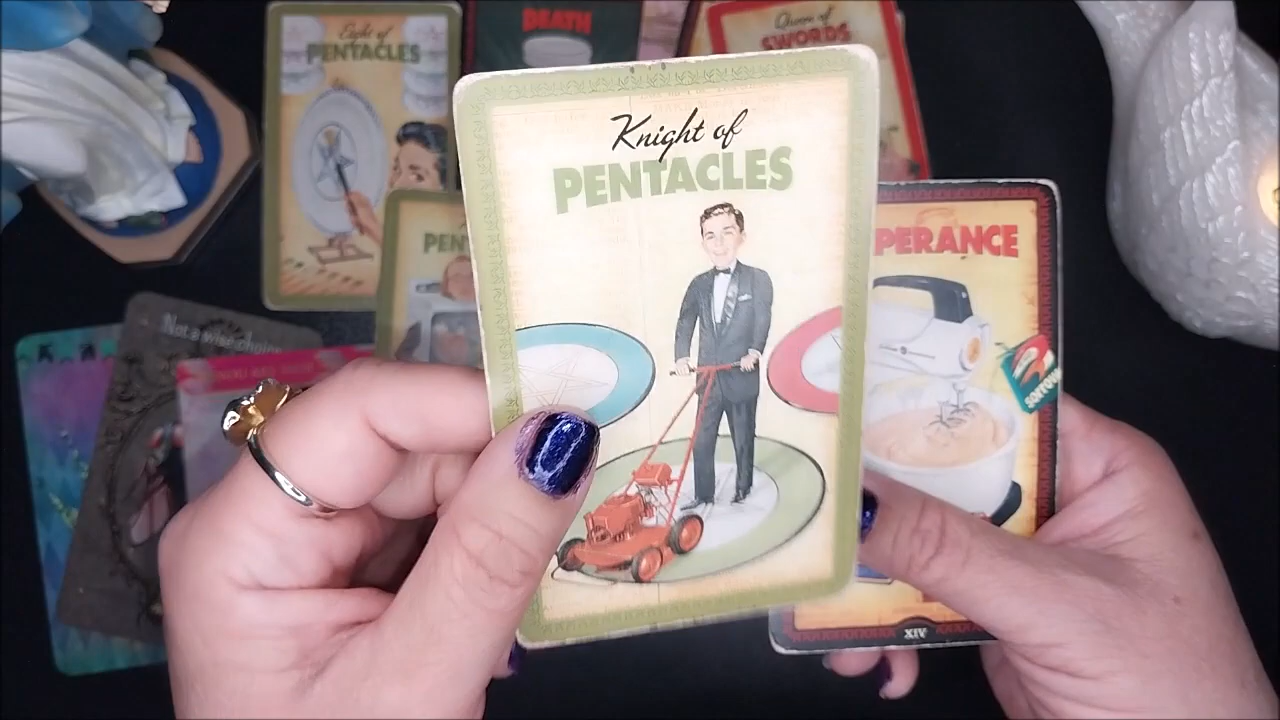 Eight of
PENTACLES
DEATH
Queen of
SWORDS
Knight of
PENTACLES
PEN
PERANCE
Not a wise choice
XIV